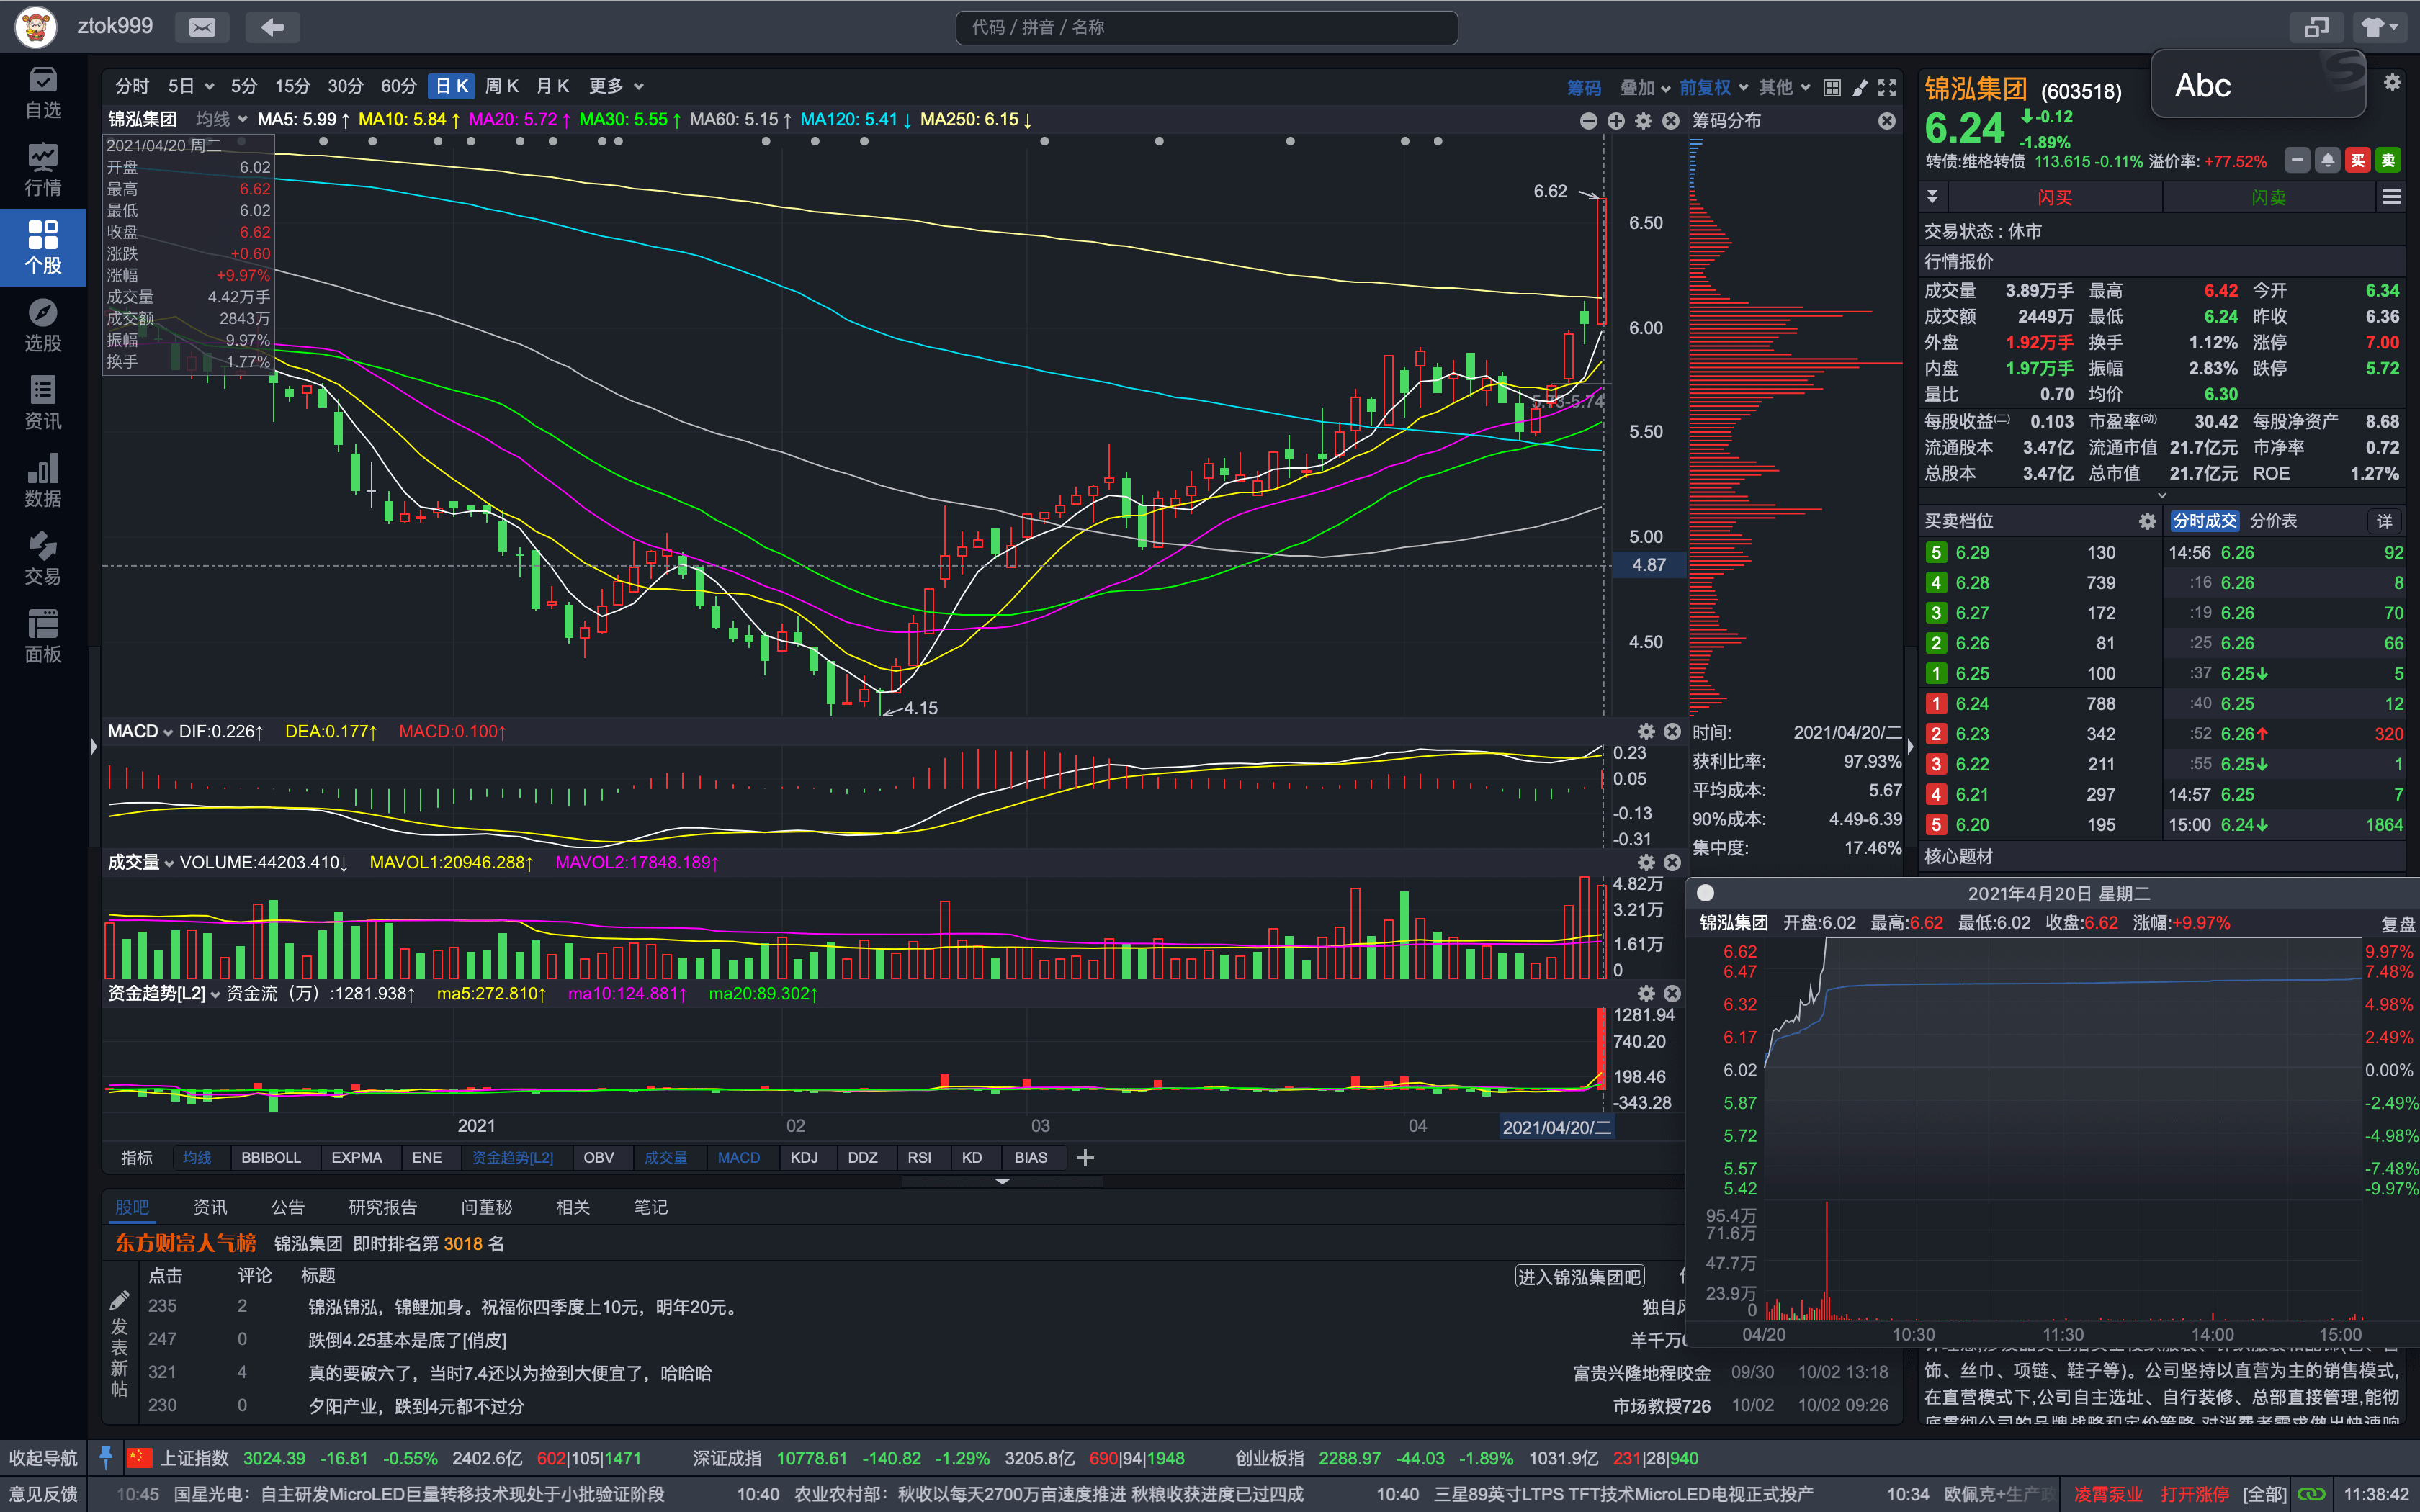 ztok999
代码 / 拼音 / 名称
Abc
自选
行情
个股
选股
资讯
数据
交易
面板
分时 5日 5分 15分 30分 60分 日K 周K 月K 更多
筹码 叠加 前复权 其他
锦泓集团 均线 MA5: 5.99↑ MA10: 5.84↑ MA20: 5.72↑ MA30: 5.55↑ MA60: 5.15↑ MA120: 5.41↓ MA250: 6.15↓
筹码分布
2021/04/20 周二
开盘 6.02
最高 6.62
最低 6.02
收盘 6.62
涨跌 +0.60
涨幅 +9.97%
成交量 4.42万手
成交额 2843万
振幅 9.97%
换手 1.77%
6.62
6.50
6.00
5.50
5.00
4.87
4.50
5.73-5.74
4.15
MACD DIF:0.226↑ DEA:0.177↑ MACD:0.100↑
0.23
0.05
-0.13
-0.31
成交量 VOLUME:44203.410↓ MAVOL1:20946.288↑ MAVOL2:17848.189↑
4.82万
3.21万
1.61万
0
资金趋势[L2] 资金流（万）:1281.938↑ ma5:272.810↑ ma10:124.881↑ ma20:89.302↑
1281.94
740.20
198.46
-343.28
2021 02 03 04 2021/04/20/二
指标 均线 BBIBOLL EXPMA ENE 资金趋势[L2] OBV 成交量 MACD KDJ DDZ RSI KD BIAS
时间: 2021/04/20/二
获利比率: 97.93%
平均成本: 5.67
90%成本: 4.49-6.39
集中度: 17.46%
锦泓集团 (603518)
6.24 -0.12
-1.89%
转债:维格转债 113.615 -0.11% 溢价率: +77.52% 买 卖
闪买 闪卖
交易状态 : 休市
行情报价
成交量 3.89万手 最高 6.42 今开 6.34
成交额 2449万 最低 6.24 昨收 6.36
外盘 1.92万手 换手 1.12% 涨停 7.00
内盘 1.97万手 振幅 2.83% 跌停 5.72
量比 0.70 均价 6.30
每股收益(二) 0.103 市盈率(动) 30.42 每股净资产 8.68
流通股本 3.47亿 流通市值 21.7亿元 市净率 0.72
总股本 3.47亿 总市值 21.7亿元 ROE 1.27%
买卖档位 分时成交 分价表 详
5 6.29 130 14:56 6.26 92
4 6.28 739 :16 6.26 8
3 6.27 172 :19 6.26 70
2 6.26 81 :25 6.26 66
1 6.25 100 :37 6.25↓ 5
1 6.24 788 :40 6.25 12
2 6.23 342 :52 6.26↑ 320
3 6.22 211 :55 6.25↓ 1
4 6.21 297 14:57 6.25 7
5 6.20 195 15:00 6.24↓ 1864
核心题材
2021年4月20日 星期二
锦泓集团 开盘:6.02 最高:6.62 最低:6.02 收盘:6.62 涨幅:+9.97% 复盘
6.62 9.97%
6.47 7.48%
6.32 4.98%
6.17 2.49%
6.02 0.00%
5.87 -2.49%
5.72 -4.98%
5.57 -7.48%
5.42 -9.97%
95.4万
71.6万
47.7万
23.9万
0
04/20 10:30 11:30 14:00 15:00
饰、丝巾、项链、鞋子等)。公司坚持以直营为主的销售模式,
在直营模式下,公司自主选址、自行装修、总部直接管理,能彻
底贯彻公司的品牌战略和定价策略,对消费者需求做出快速响
股吧 资讯 公告 研究报告 问董秘 相关 笔记
东方财富人气榜 锦泓集团 即时排名第 3018 名
点击 评论 标题 进入锦泓集团吧
发表新帖
235 2 锦泓锦泓，锦鲤加身。祝福你四季度上10元，明年20元。 独自风
247 0 跌倒4.25基本是底了[俏皮] 羊千万6
321 4 真的要破六了，当时7.4还以为捡到大便宜了，哈哈哈 富贵兴隆地程咬金 09/30 10/02 13:18
230 0 夕阳产业，跌到4元都不过分 市场教授726 10/02 10/02 09:26
收起导航 上证指数 3024.39 -16.81 -0.55% 2402.6亿 602|105|1471 深证成指 10778.61 -140.82 -1.29% 3205.8亿 690|94|1948 创业板指 2288.97 -44.03 -1.89% 1031.9亿 231|28|940
意见反馈 10:45 国星光电：自主研发MicroLED巨量转移技术现处于小批验证阶段 10:40 农业农村部：秋收以每天2700万亩速度推进 秋粮收获进度已过四成 10:40 三星89英寸LTPS TFT技术MicroLED电视正式投产 10:34 欧佩克+生产政 凌霄泵业 打开涨停 [全部] 11:38:42